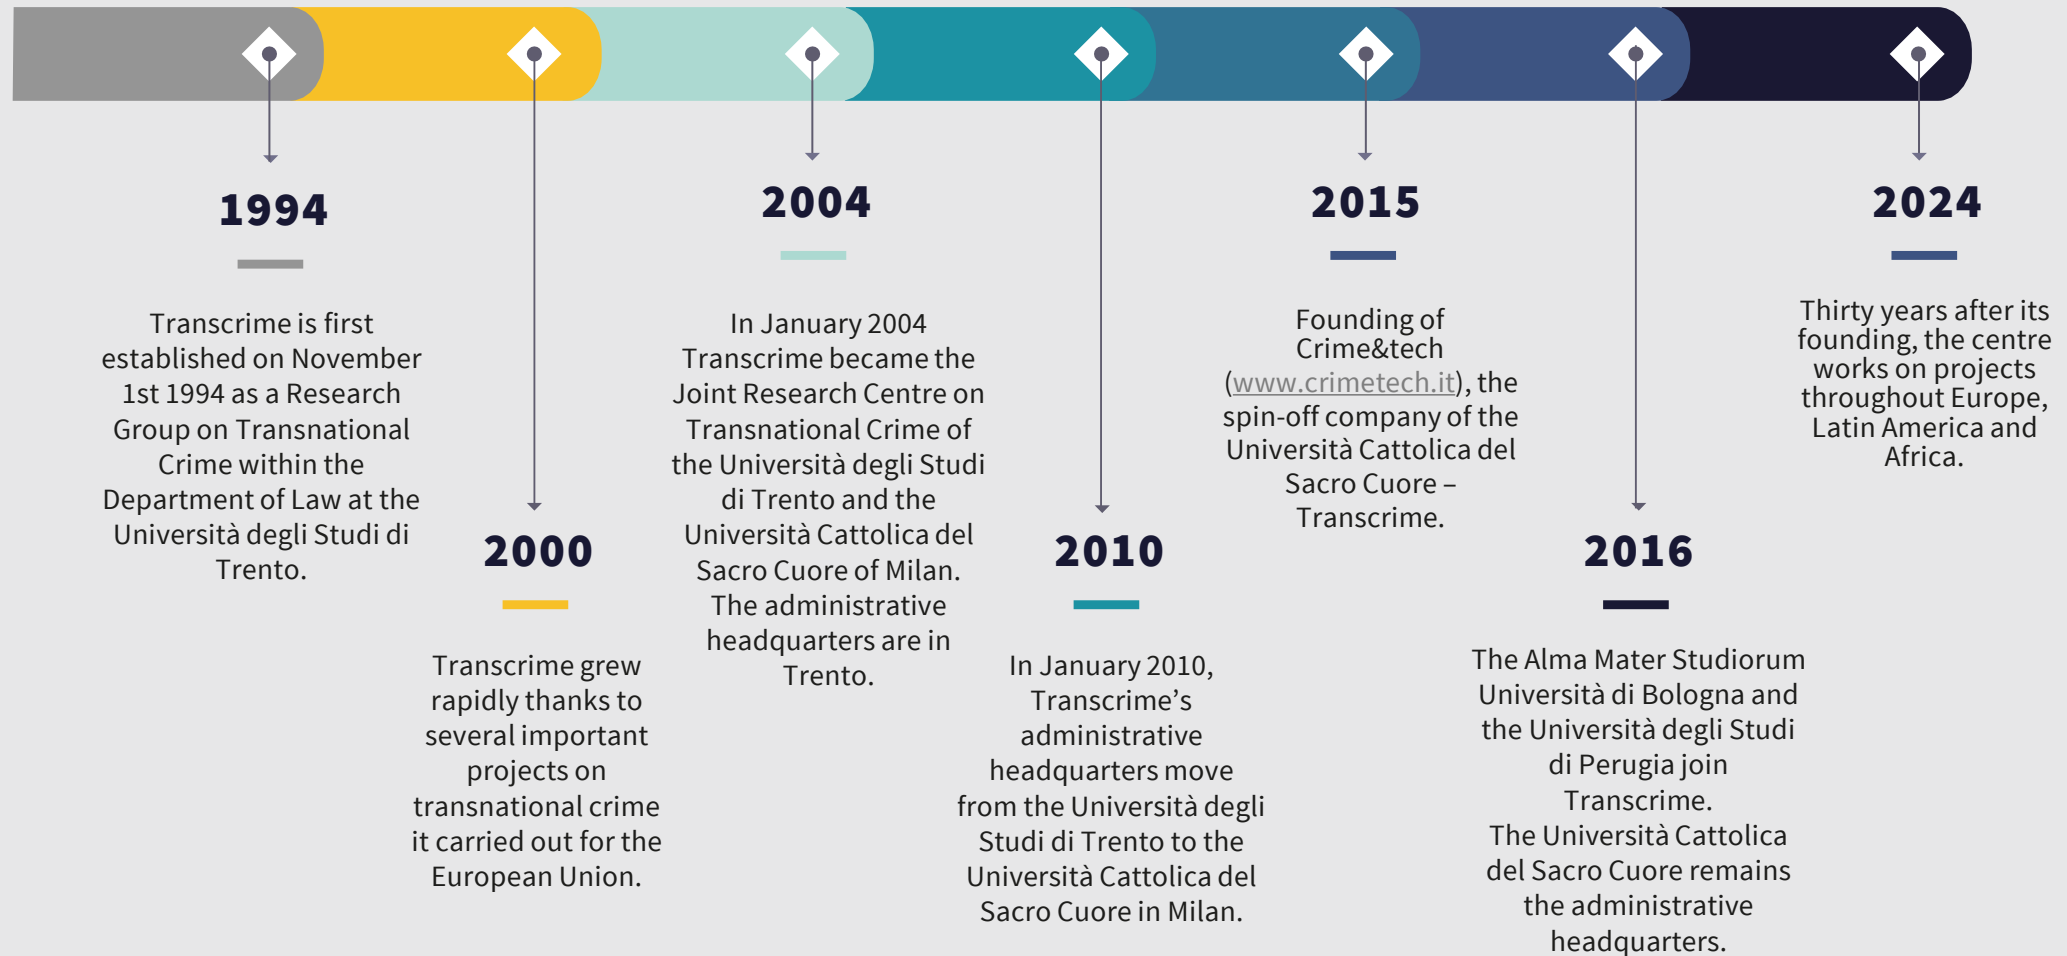 1994
Transcrime is first
established on November
1st 1994 as a Research
Group on Transnational
Crime within the
Department of Law at the
Università degli Studi di
Trento.
2000
Transcrime grew
rapidly thanks to
several important
projects on
transnational crime
it carried out for the
European Union.
2004
In January 2004
Transcrime became the
Joint Research Centre on
Transnational Crime of
the Università degli Studi
di Trento and the
Università Cattolica del
Sacro Cuore of Milan.
The administrative
headquarters are in
Trento.
2010
In January 2010,
Transcrime’s
administrative
headquarters move
from the Università degli
Studi di Trento to the
Università Cattolica del
Sacro Cuore in Milan.
2015
Founding of
Crime&tech
(www.crimetech.it), the
spin-off company of the
Università Cattolica del
Sacro Cuore –
Transcrime.
2016
The Alma Mater Studiorum
Università di Bologna and
the Università degli Studi
di Perugia join
Transcrime.
The Università Cattolica
del Sacro Cuore remains
the administrative
headquarters.
2024
Thirty years after its
founding, the centre
works on projects
throughout Europe,
Latin America and
Africa.